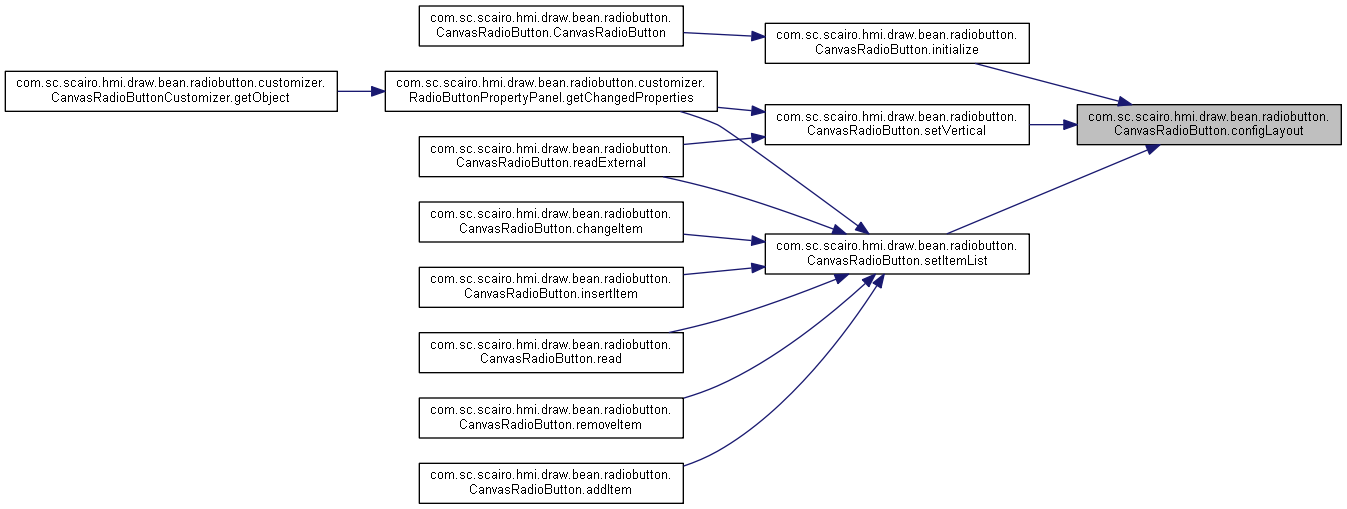 com.sc.scairo.hmi.draw.bean.radiobutton.
CanvasRadioButton.CanvasRadioButton
com.sc.scairo.hmi.draw.bean.radiobutton.
CanvasRadioButton.initialize
com.sc.scairo.hmi.draw.bean.radiobutton.customizer.
CanvasRadioButtonCustomizer.getObject
com.sc.scairo.hmi.draw.bean.radiobutton.customizer.
RadioButtonPropertyPanel.getChangedProperties
com.sc.scairo.hmi.draw.bean.radiobutton.
CanvasRadioButton.setVertical
com.sc.scairo.hmi.draw.bean.radiobutton.
CanvasRadioButton.configLayout
com.sc.scairo.hmi.draw.bean.radiobutton.
CanvasRadioButton.readExternal
com.sc.scairo.hmi.draw.bean.radiobutton.
CanvasRadioButton.changeItem
com.sc.scairo.hmi.draw.bean.radiobutton.
CanvasRadioButton.setItemList
com.sc.scairo.hmi.draw.bean.radiobutton.
CanvasRadioButton.insertItem
com.sc.scairo.hmi.draw.bean.radiobutton.
CanvasRadioButton.read
com.sc.scairo.hmi.draw.bean.radiobutton.
CanvasRadioButton.removeItem
com.sc.scairo.hmi.draw.bean.radiobutton.
CanvasRadioButton.addItem